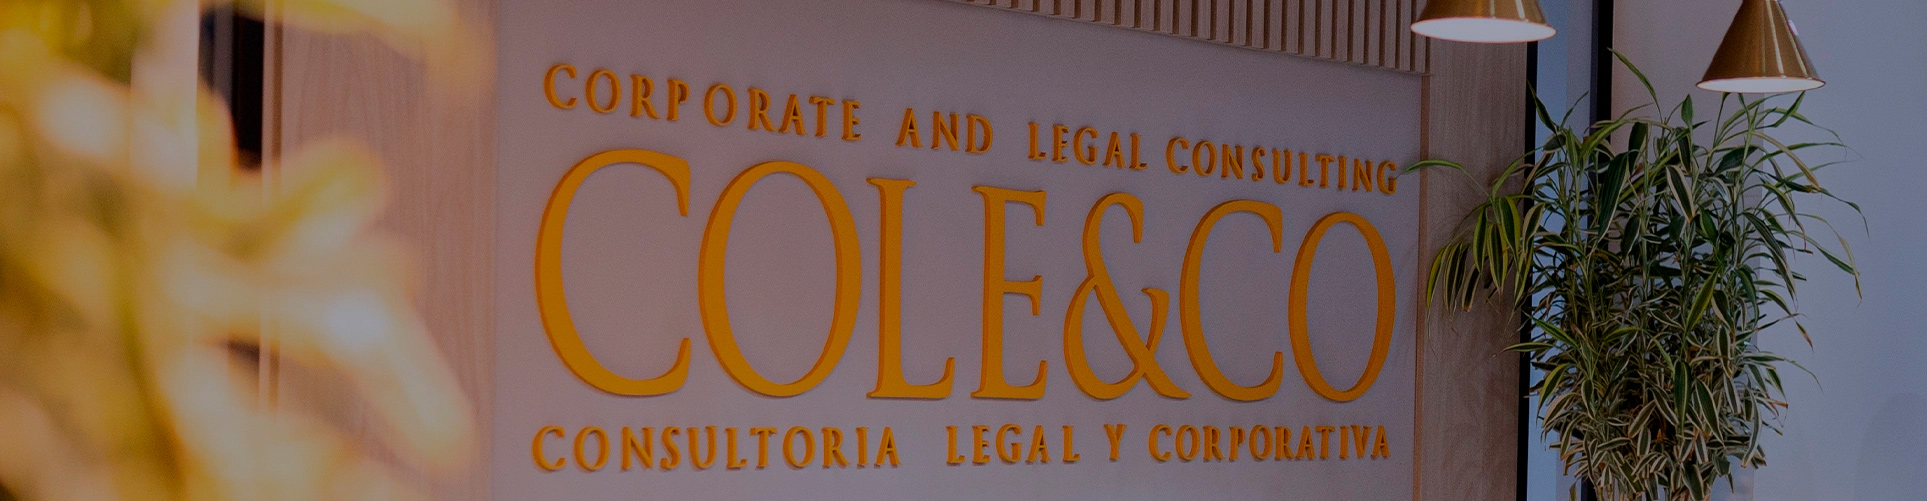 CORPORATE AND LEGAL CONSULTING
COLE&CO
CONSULTORIA LEGAL Y CORPORATIVA